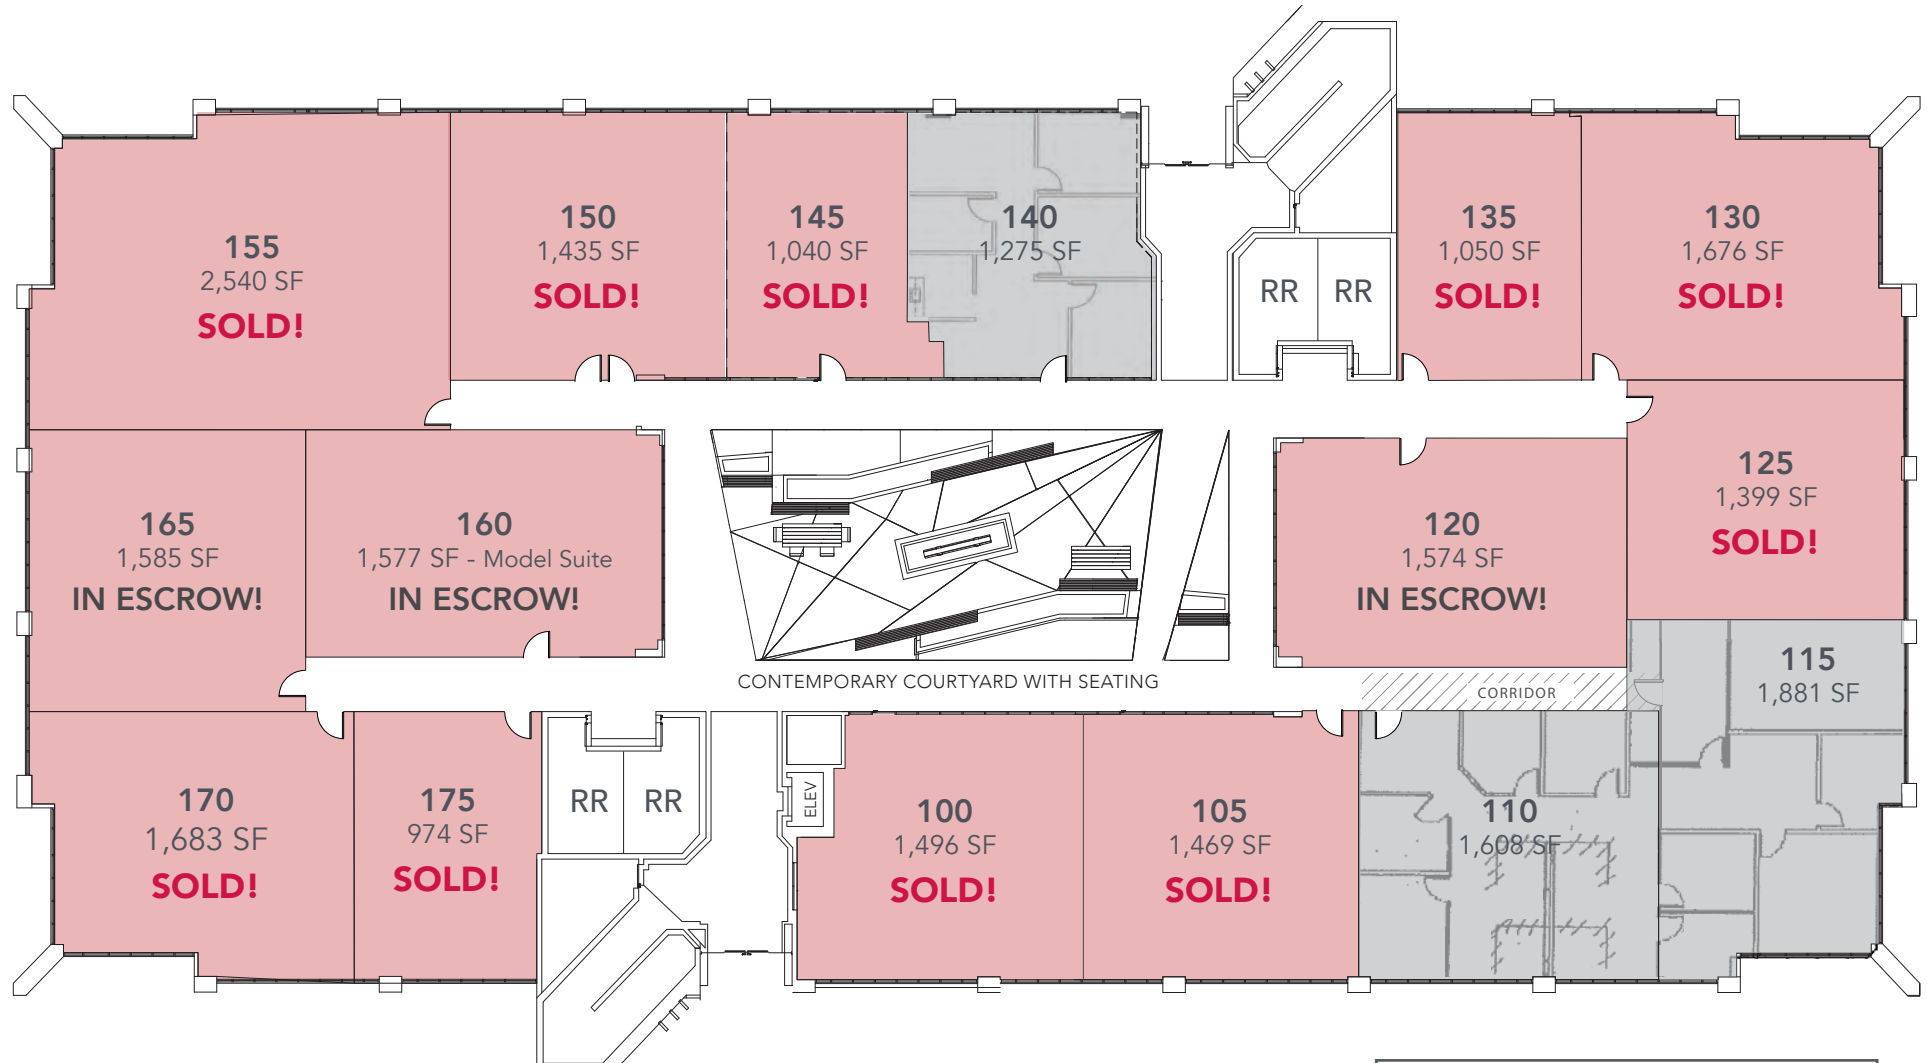 155
2,540 SF
SOLD!
150
1,435 SF
SOLD!
145
1,040 SF
SOLD!
140
1,275 SF
RR
RR
135
1,050 SF
SOLD!
130
1,676 SF
SOLD!
165
1,585 SF
IN ESCROW!
160
1,577 SF - Model Suite
IN ESCROW!
120
1,574 SF
IN ESCROW!
125
1,399 SF
SOLD!
115
1,881 SF
CONTEMPORARY COURTYARD WITH SEATING
CORRIDOR
170
1,683 SF
SOLD!
175
974 SF
SOLD!
RR
RR
ELEV
100
1,496 SF
SOLD!
105
1,469 SF
SOLD!
110
1,608 SF